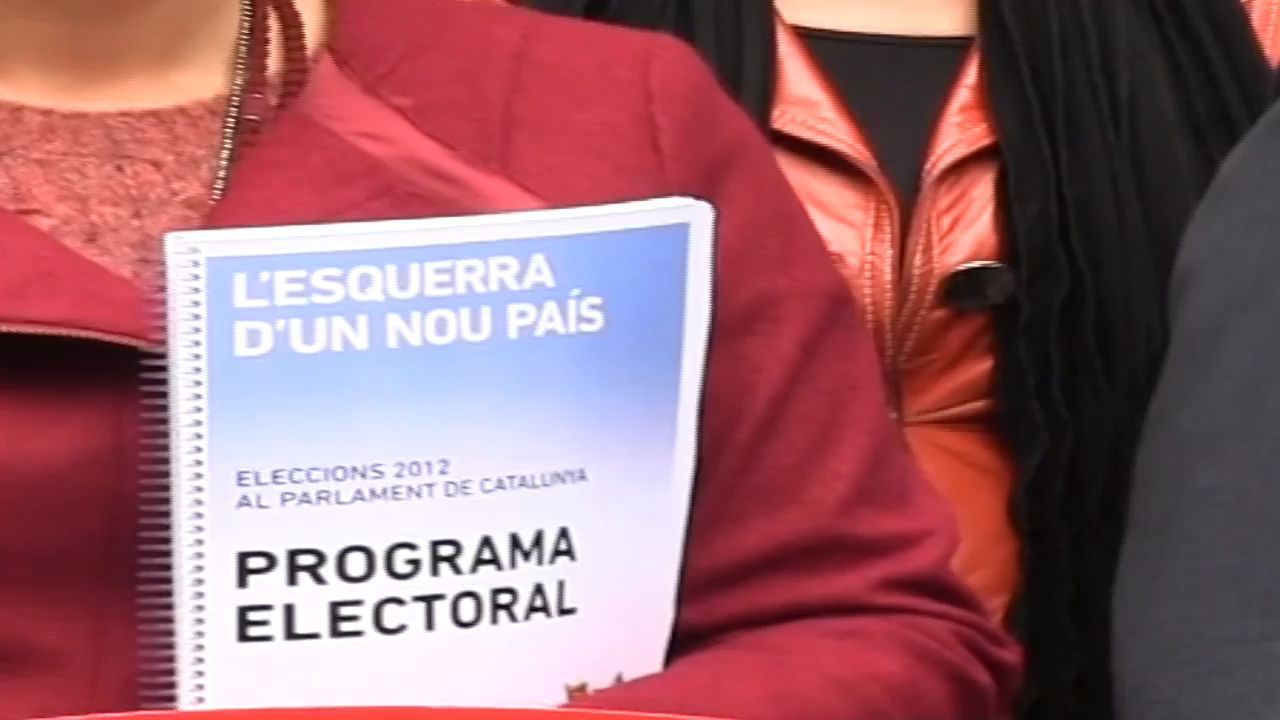 L'ESQUERRA
D'UN NOU PAÍS
ELECCIONS 2012
AL PARLAMENT DE CATALUNYA
PROGRAMA
ELECTORAL